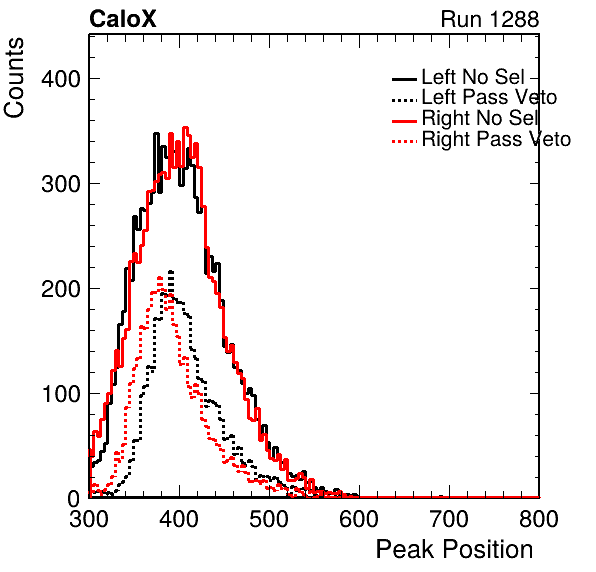 CaloX Run 1288
Counts
400
300
200
100
0
Left No Sel
Left Pass Veto
Right No Sel
Right Pass Veto
300 400 500 600 700 800
Peak Position